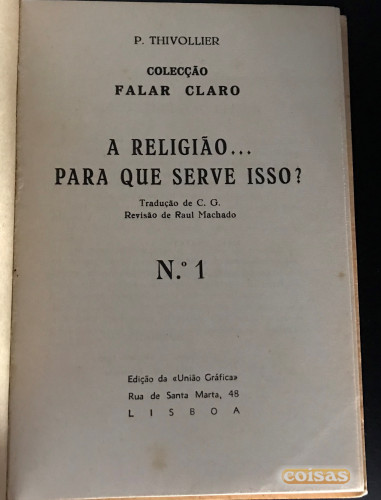 P. THIVOLLIER
COLECÇÃO
FALAR CLARO
A RELIGIÃO...
PARA QUE SERVE ISSO?
Tradução de C. G.
Revisão de Raul Machado
N.º 1
Edição da «União Gráfica»
Rua de Santa Marta, 48
LISBOA
coisas